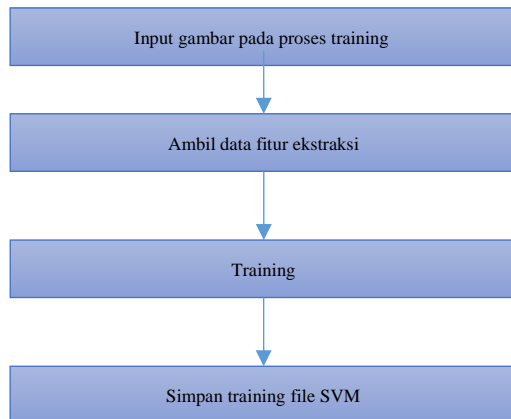 Input gambar pada proses training
Ambil data fitur ekstraksi
Training
Simpan training file SVM